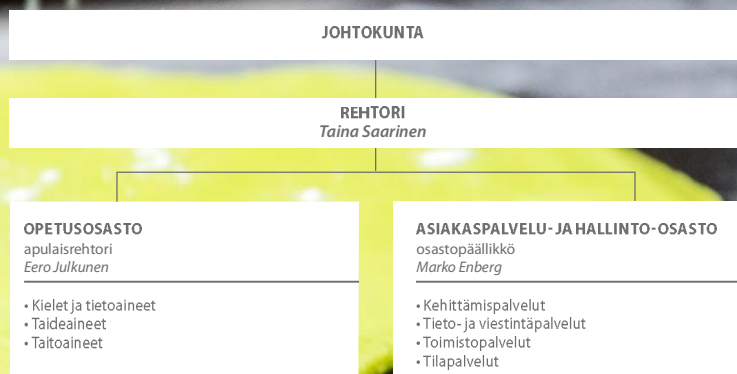 JOHTOKUNTA
REHTORI
Taina Saarinen
OPETUSOSASTO
apulaisrehtori
Eero Julkunen
• Kielet ja tietoaineet
• Taideaineet
• Taitoaineet
ASIAKASPALVELU- JA HALLINTO-OSASTO
osastopäällikkö
Marko Enberg
• Kehittämispalvelut
• Tieto- ja viestintäpalvelut
• Toimistopalvelut
• Tilapalvelut